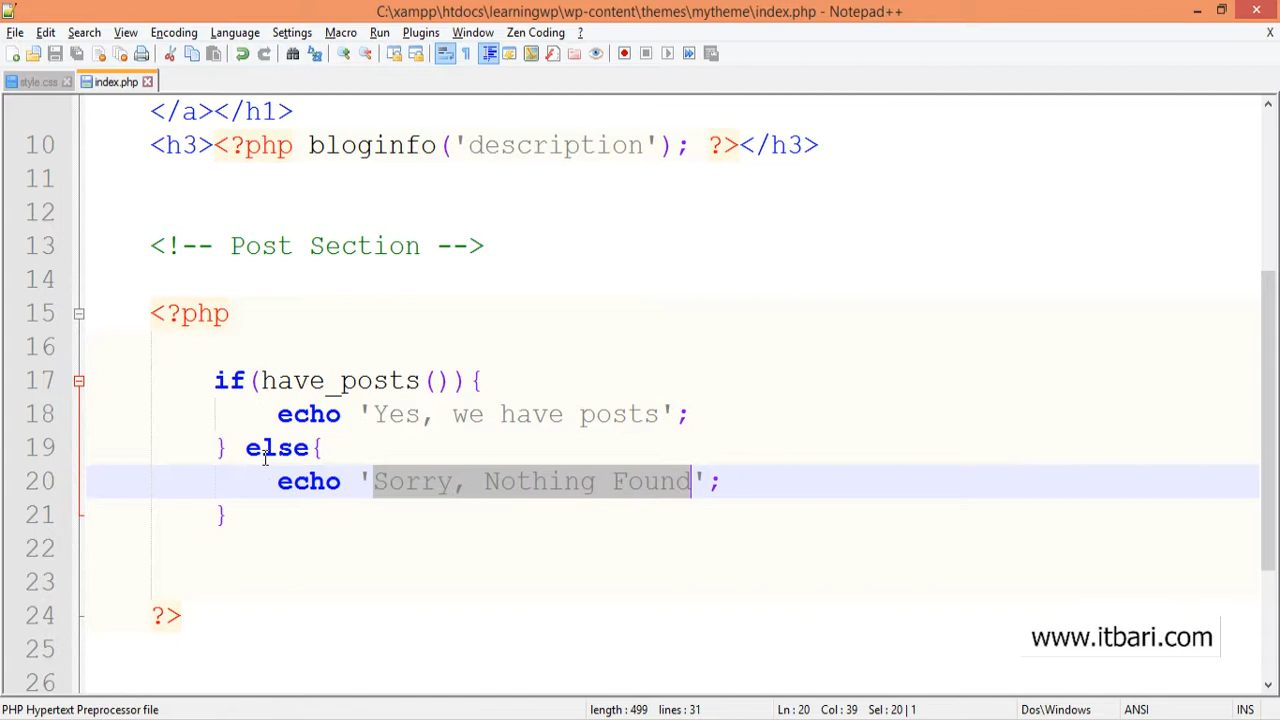 C:\xampp\htdocs\learningwp\wp-content\themes\mytheme\index.php - Notepad++
File Edit Search View Encoding Language Settings Macro Run Plugins Window Zen Coding ? X
style.css index.php
</a></h1>
10 <h3><?php bloginfo('description'); ?></h3>
11
12
13 <!-- Post Section -->
14
15 <?php
16
17 if(have_posts()){
18 echo 'Yes, we have posts';
19 } else{
20 echo 'Sorry, Nothing Found';
21 }
22
23
24 ?>
25
26
www.itbari.com
PHP Hypertext Preprocessor file length : 499 lines : 31 Ln : 20 Col : 39 Sel : 20 | 1 Dos\Windows ANSI INS